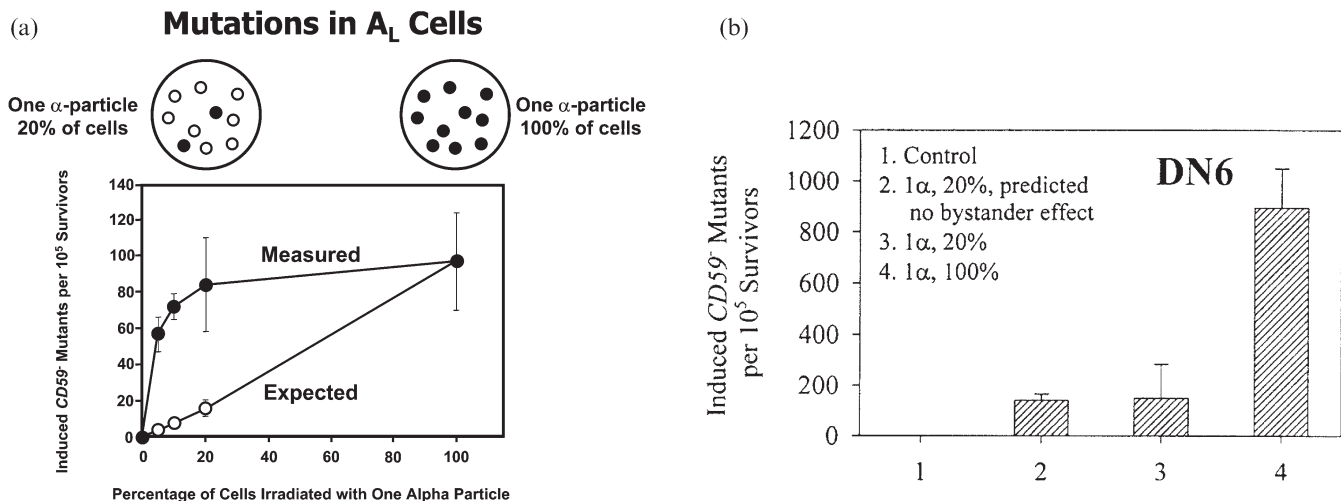 (a)
Mutations in A_L Cells
One α-particle
20% of cells
One α-particle
100% of cells
Induced CD59⁻ Mutants per 10⁵ Survivors
140
120
100
80
60
40
20
0
Measured
Expected
0 20 40 60 80 100
Percentage of Cells Irradiated with One Alpha Particle
(b)
Induced CD59⁻ Mutants
per 10⁵ Survivors
1200
1000
800
600
400
200
0
1. Control
2. 1α, 20%, predicted
no bystander effect
3. 1α, 20%
4. 1α, 100%
DN6
1 2 3 4